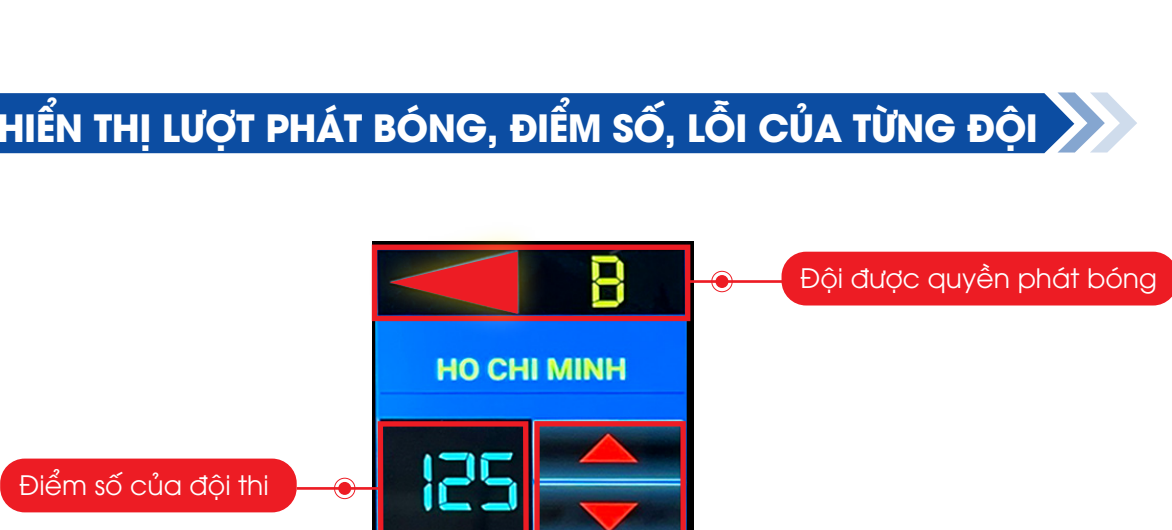 HIỂN THỊ LƯỢT PHÁT BÓNG, ĐIỂM SỐ, LỖI CỦA TỪNG ĐỘI
B
Đội được quyền phát bóng
HO CHI MINH
125
Điểm số của đội thi